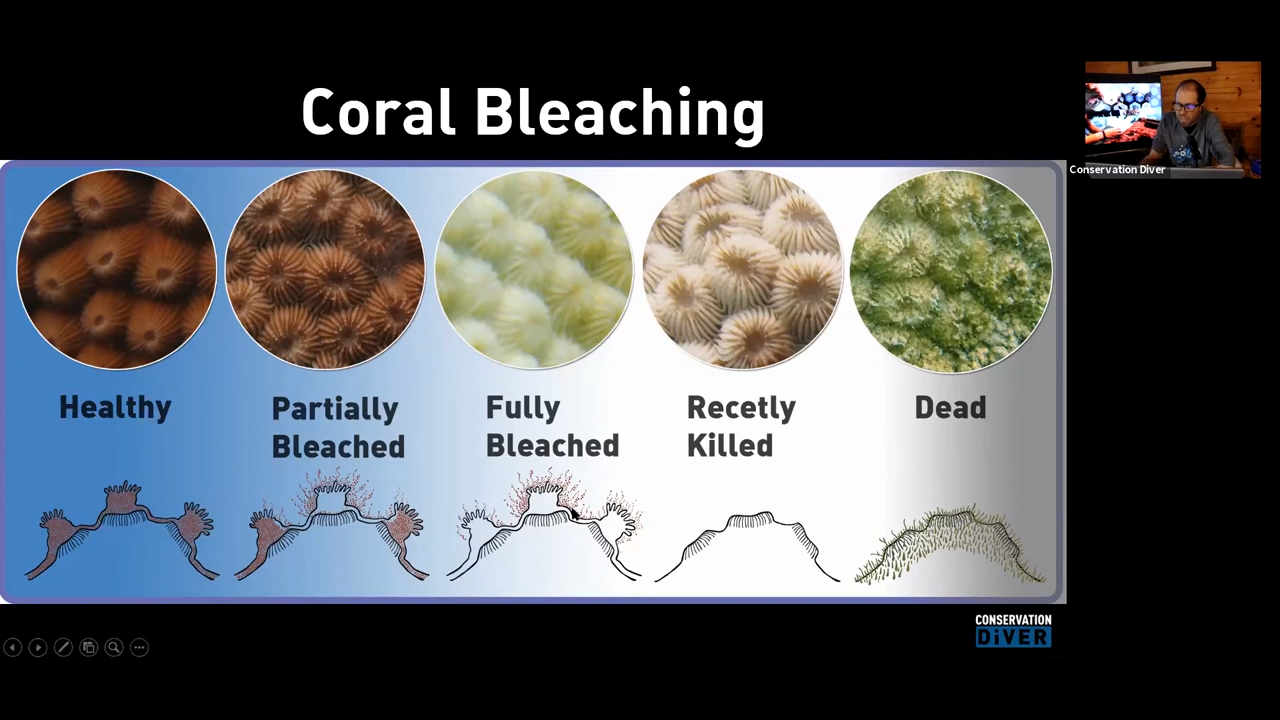 Coral Bleaching
Conservation Diver
Healthy
Partially
Bleached
Fully
Bleached
Recetly
Killed
Dead
CONSERVATION
DiVER